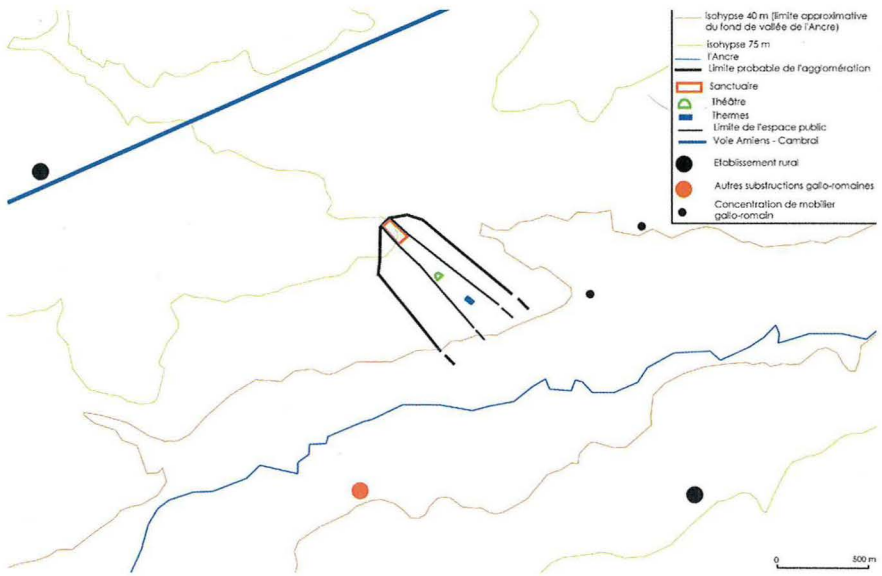 isohypse 40 m (limite approximative
du fond de vallée de l'Ancre)
isohypse 75 m
l'Ancre
Limite probable de l'agglomération
Sanctuaire
Théâtre
Thermes
Limite de l'espace public
Voie Amiens - Cambrai
Etablissement rural
Autres substructions gallo-romaines
Concentration de mobilier
gallo-romain
0 500 m